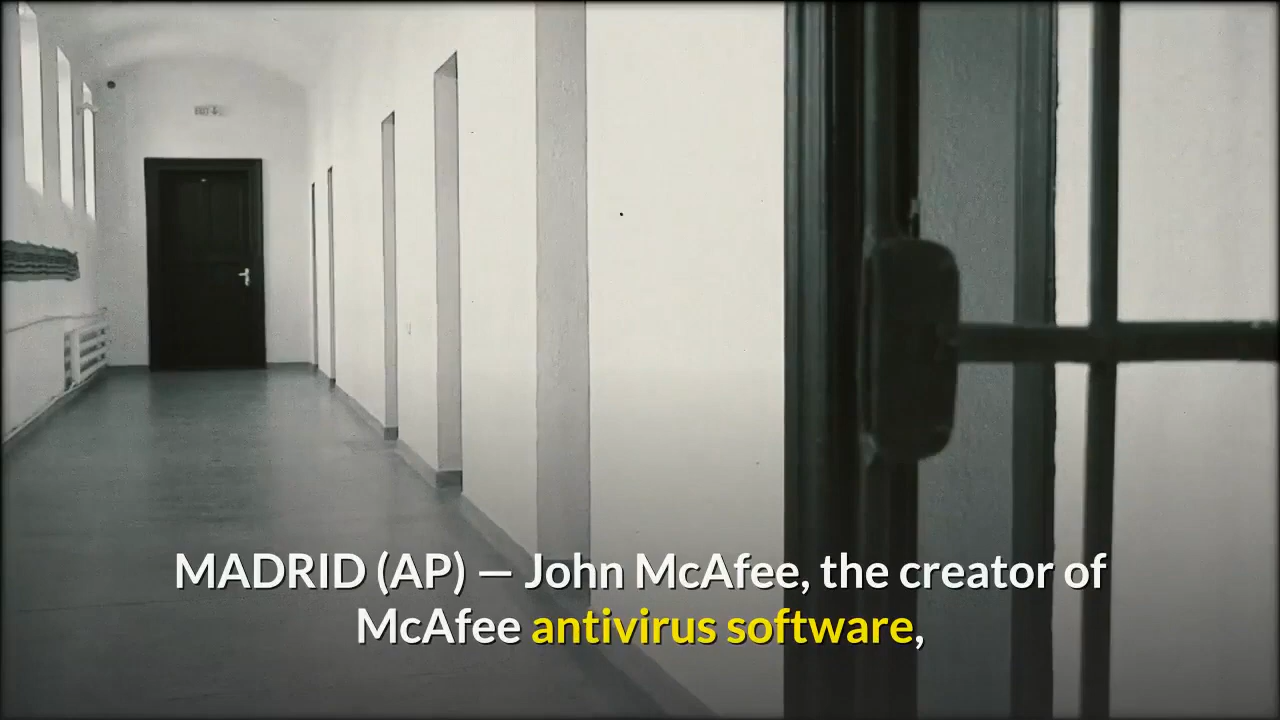 MADRID (AP) — John McAfee, the creator of
McAfee antivirus software,